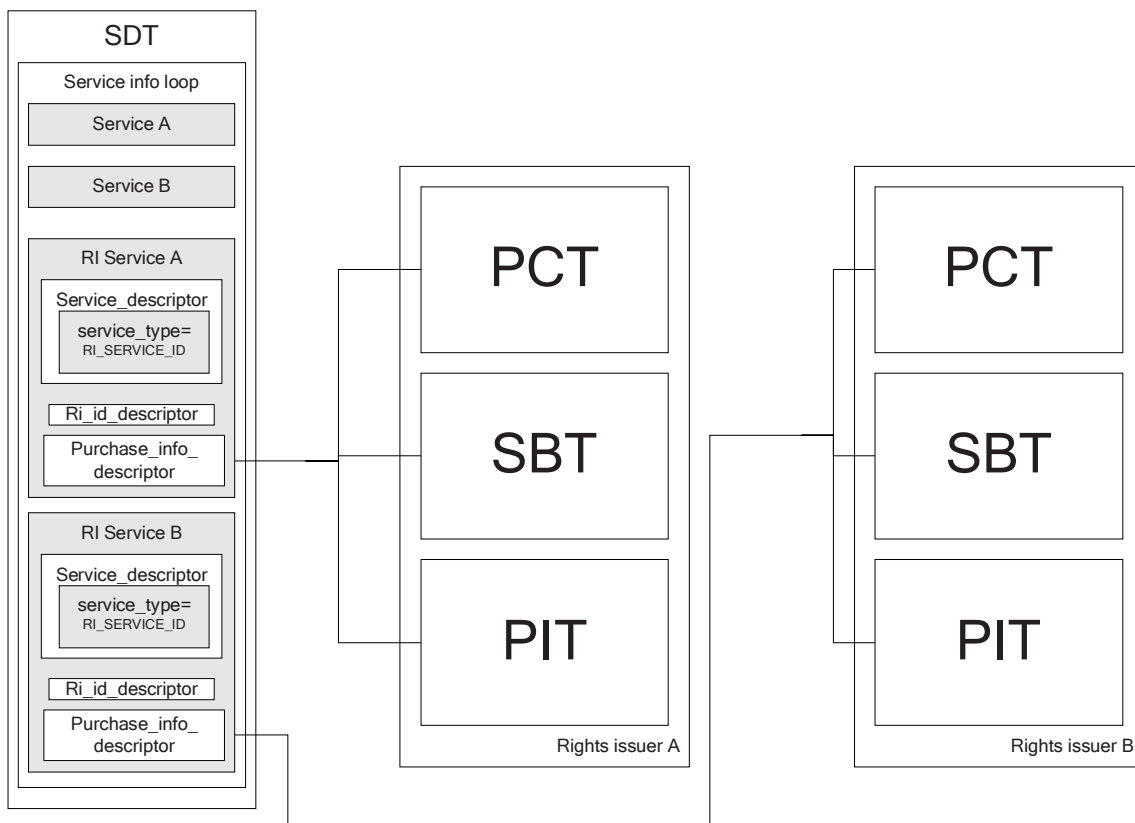 SDT
Service info loop
Service A
Service B
RI Service A
Service_descriptor
service_type=
RI_SERVICE_ID
Ri_id_descriptor
Purchase_info_
descriptor
RI Service B
Service_descriptor
service_type=
RI_SERVICE_ID
Ri_id_descriptor
Purchase_info_
descriptor
PCT
SBT
PIT
Rights issuer A
PCT
SBT
PIT
Rights issuer B